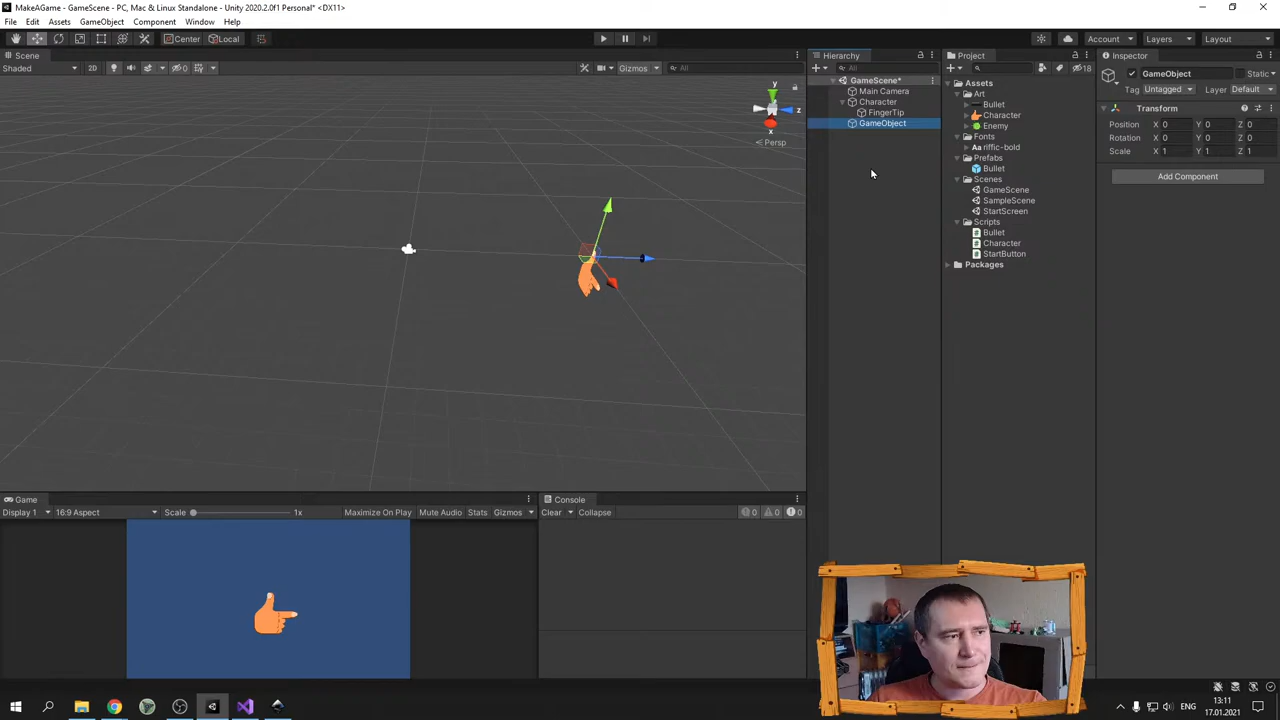 MakeAGame - GameScene - PC, Mac & Linux Standalone - Unity 2020.2.0f1 Personal* <DX11>
File Edit Assets GameObject Component Window Help
Center Local Account Layers Layout
Scene
Shaded 2D 0 Gizmos All
y
z
x
Persp
Hierarchy
All
GameScene*
Main Camera
Character
FingerTip
GameObject
Project
18
Assets
Art
Bullet
Character
Enemy
Fonts
Aa riffic-bold
Prefabs
Bullet
Scenes
GameScene
SampleScene
StartScreen
Scripts
Bullet
Character
StartButton
Packages
Inspector
GameObject Static
Tag Untagged Layer Default
Transform
Position X 0 Y 0 Z 0
Rotation X 0 Y 0 Z 0
Scale X 1 Y 1 Z 1
Add Component
Game
Display 1 16:9 Aspect Scale 1x Maximize On Play Mute Audio Stats Gizmos
Console
Clear Collapse 0 0 0
13:11
17.01.2021